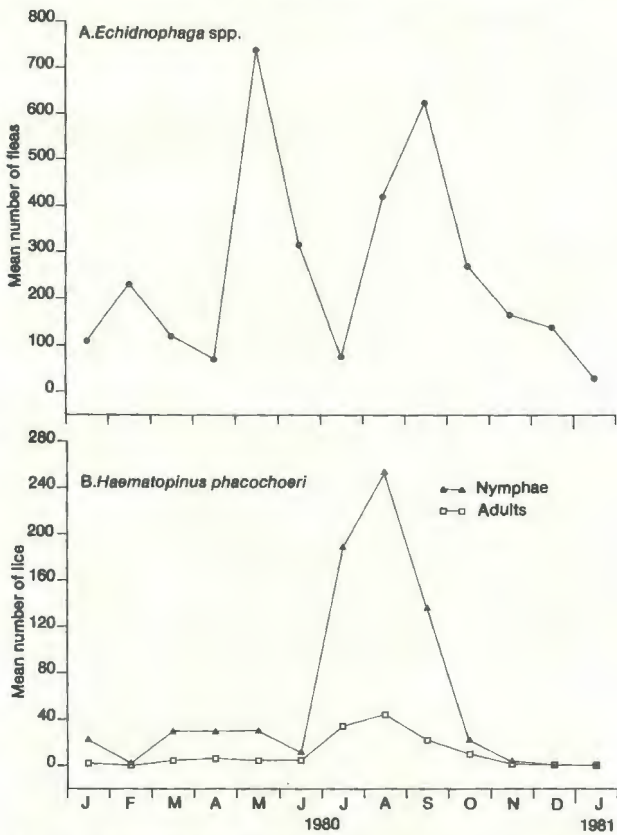 A.Echidnophaga spp.
Mean number of fleas
800
700
600
500
400
300
200
100
0
B.Haematopinus phacochoeri
Nymphae
Adults
Mean number of lice
280
240
200
160
120
80
40
0
J F M A M J J A S O N D J
1980 1981